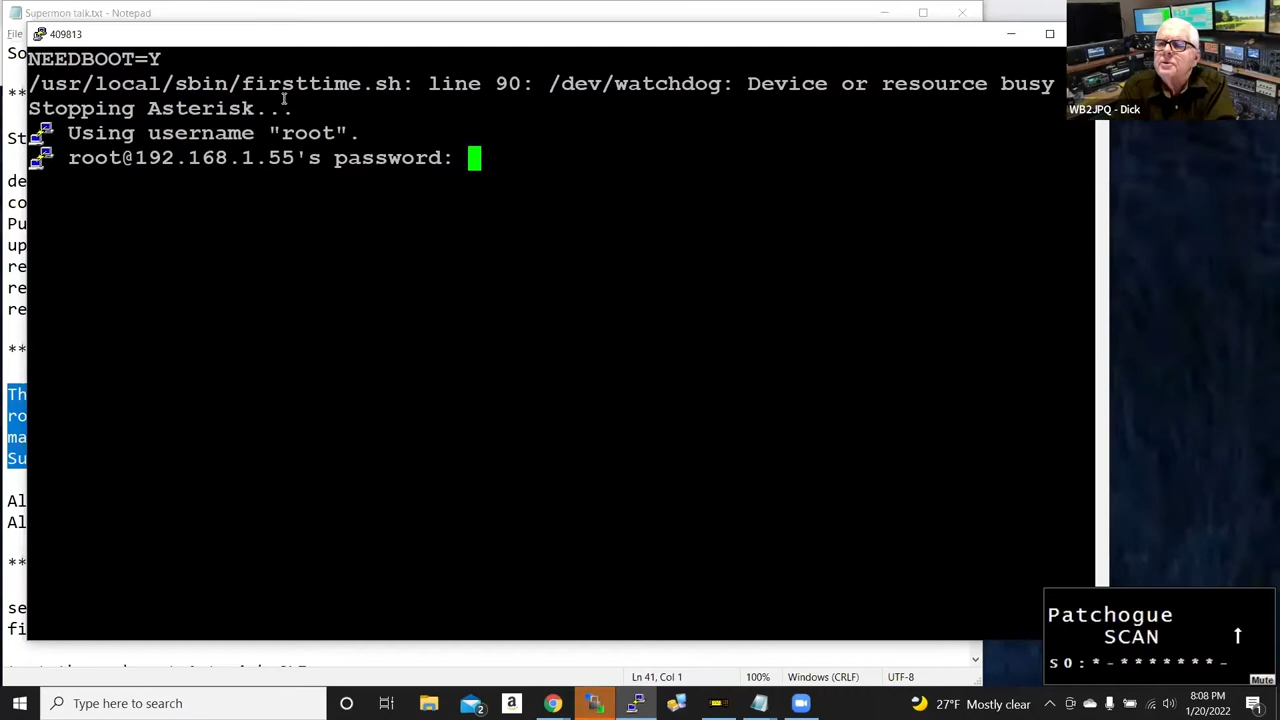 Supermon talk.txt - Notepad
File
So
**
St
de
co
Pu
up
re
re
re
**
Th
ro
ma
Su
Al
Al
**
se
fi
409813
NEEDBOOT=Y
/usr/local/sbin/firsttime.sh: line 90: /dev/watchdog: Device or resource busy
Stopping Asterisk...
Using username "root".
root@192.168.1.55's password:
WB2JPQ - Dick
Patchogue
SCAN
S0:*-*******-
Mute
Ln 41, Col 1
100%
Windows (CRLF)
UTF-8
Type here to search
27°F Mostly clear
8:08 PM
1/20/2022